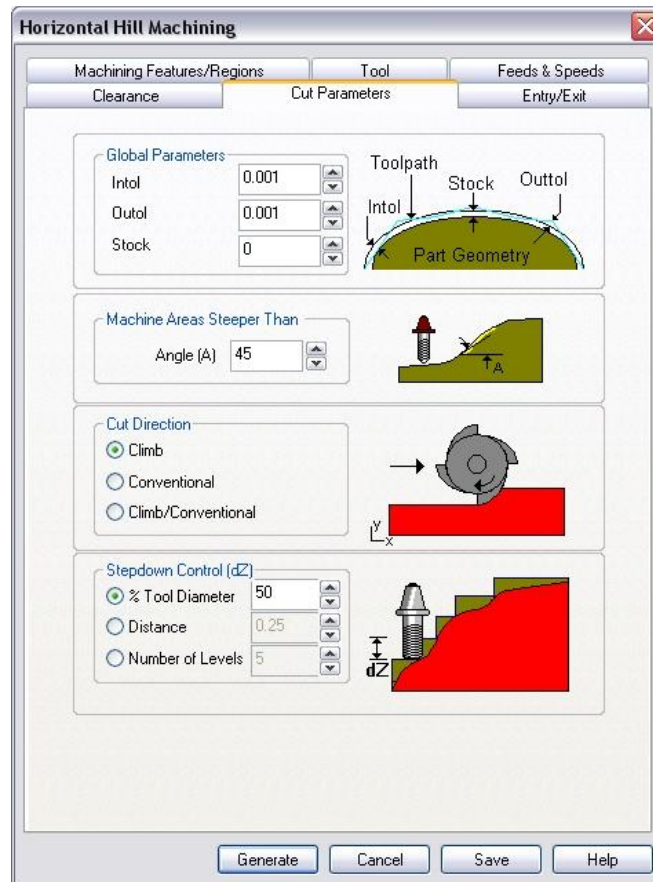 Horizontal Hill Machining
Machining Features/Regions
Tool
Feeds & Speeds
Clearance
Cut Parameters
Entry/Exit
Global Parameters
Intol
0.001
Outol
0.001
Stock
0
Toolpath
Stock
Outtol
Intol
Part Geometry
Machine Areas Steeper Than
Angle (A)
45
A
Cut Direction
Climb
Conventional
Climb/Conventional
y
x
Stepdown Control (dZ)
% Tool Diameter
50
Distance
0.25
Number of Levels
5
dZ
Generate
Cancel
Save
Help